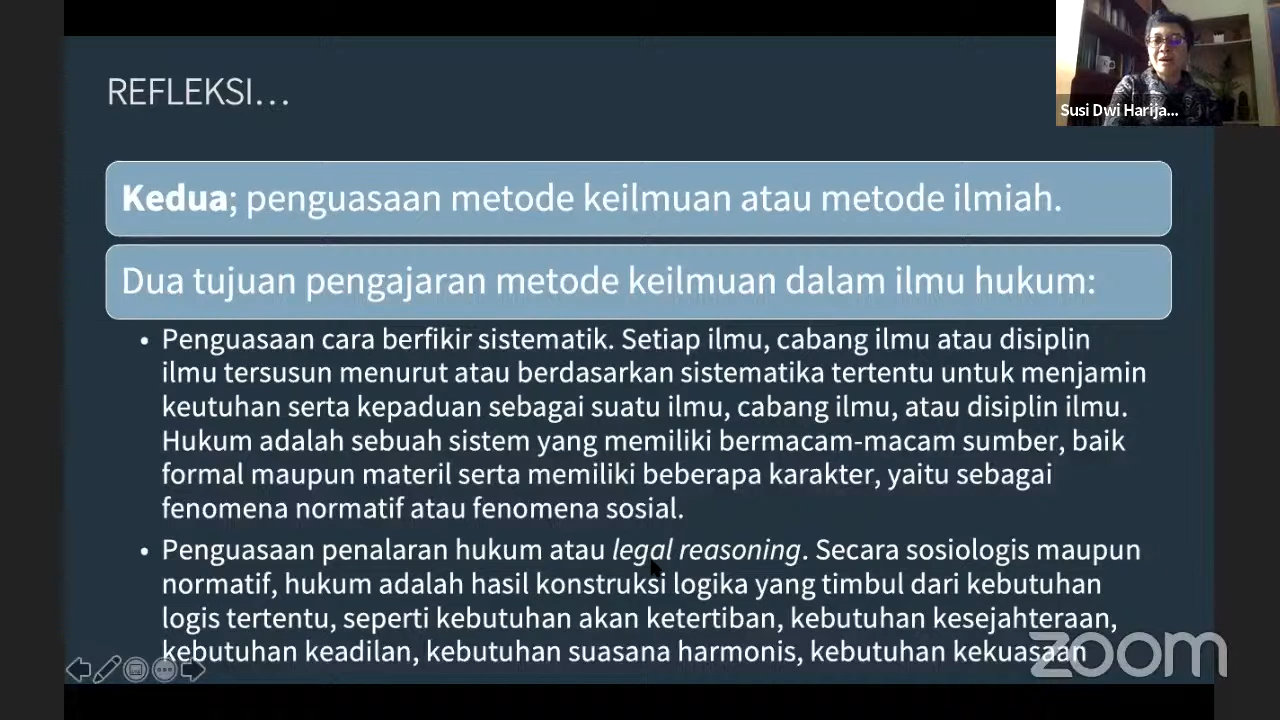 REFLEKSI...
Susi Dwi Harija...
Kedua; penguasaan metode keilmuan atau metode ilmiah.
Dua tujuan pengajaran metode keilmuan dalam ilmu hukum:
• Penguasaan cara berfikir sistematik. Setiap ilmu, cabang ilmu atau disiplin
ilmu tersusun menurut atau berdasarkan sistematika tertentu untuk menjamin
keutuhan serta kepaduan sebagai suatu ilmu, cabang ilmu, atau disiplin ilmu.
Hukum adalah sebuah sistem yang memiliki bermacam-macam sumber, baik
formal maupun materil serta memiliki beberapa karakter, yaitu sebagai
fenomena normatif atau fenomena sosial.
• Penguasaan penalaran hukum atau legal reasoning. Secara sosiologis maupun
normatif, hukum adalah hasil konstruksi logika yang timbul dari kebutuhan
logis tertentu, seperti kebutuhan akan ketertiban, kebutuhan kesejahteraan,
kebutuhan keadilan, kebutuhan suasana harmonis, kebutuhan kekuasaan
zoom